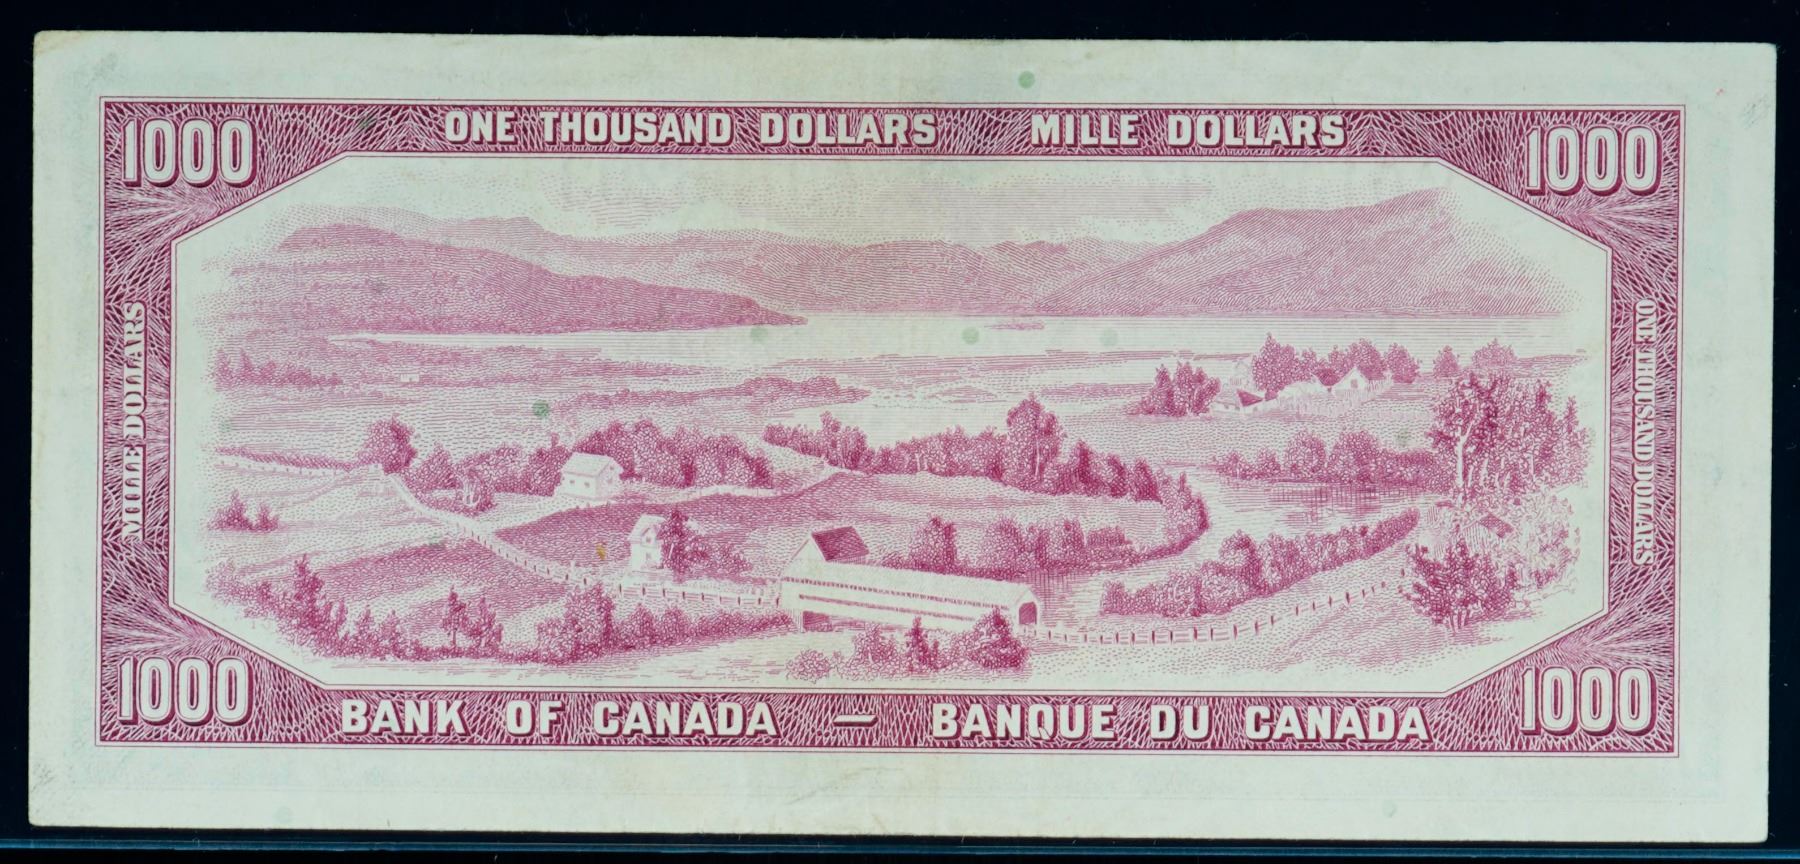 1000 ONE THOUSAND DOLLARS MILLE DOLLARS 1000
MILLE DOLLARS
ONE THOUSAND DOLLARS
1000 BANK OF CANADA — BANQUE DU CANADA 1000